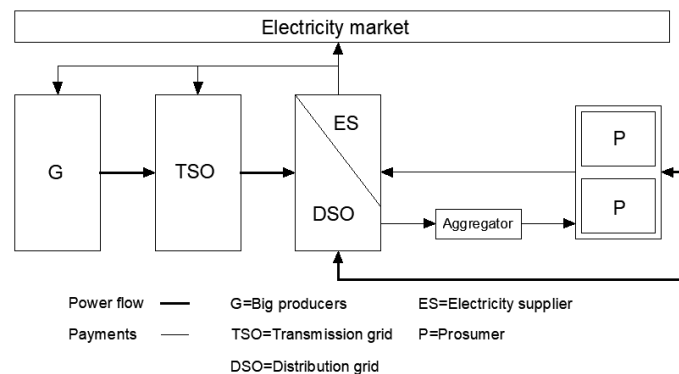 Electricity market
ES
G
TSO
DSO
P
P
Aggregator
Power flow
G=Big producers
ES=Electricity supplier
Payments
TSO=Transmission grid
P=Prosumer
DSO=Distribution grid